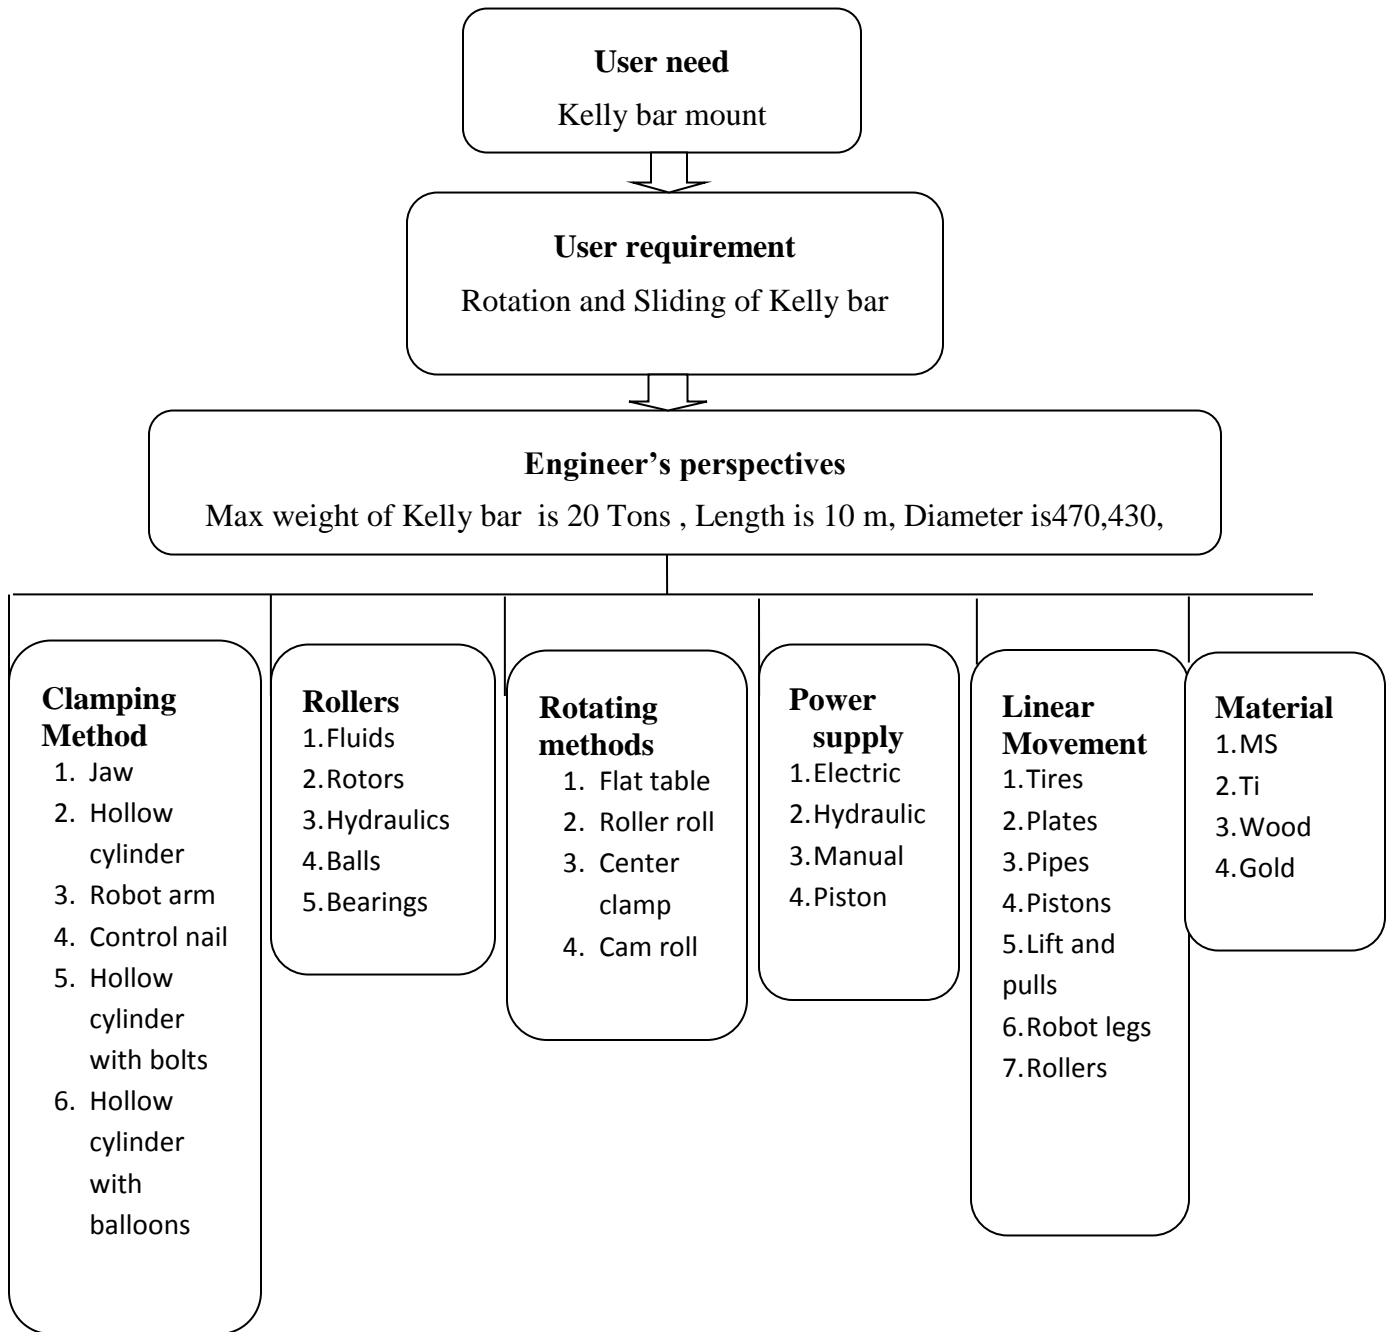 User need
Kelly bar mount
User requirement
Rotation and Sliding of Kelly bar
Engineer’s perspectives
Max weight of Kelly bar is 20 Tons , Length is 10 m, Diameter is470,430,
Clamping
Method
1. Jaw
2. Hollow
cylinder
3. Robot arm
4. Control nail
5. Hollow
cylinder
with bolts
6. Hollow
cylinder
with
balloons
Rollers
1.Fluids
2.Rotors
3.Hydraulics
4.Balls
5.Bearings
Rotating
methods
1. Flat table
2. Roller roll
3. Center
clamp
4. Cam roll
Power
supply
1.Electric
2.Hydraulic
3.Manual
4.Piston
Linear
Movement
1.Tires
2.Plates
3.Pipes
4.Pistons
5.Lift and
pulls
6.Robot legs
7.Rollers
Material
1.MS
2.Ti
3.Wood
4.Gold